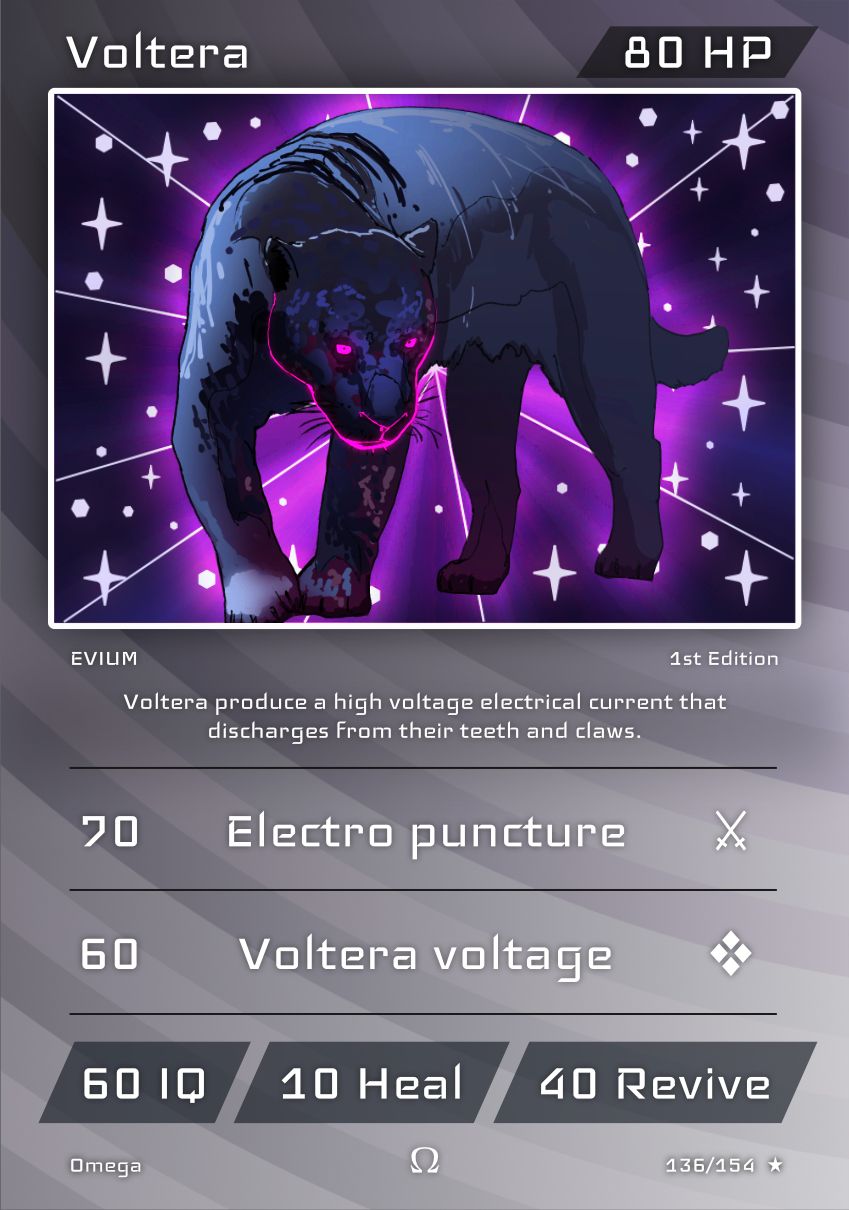 Voltera
80 HP
EVIUM
1st Edition
Voltera produce a high voltage electrical current that
discharges from their teeth and claws.
70 Electro puncture
60 Voltera voltage
60 IQ
10 Heal
40 Revive
Omega
Ω
136/154 ★